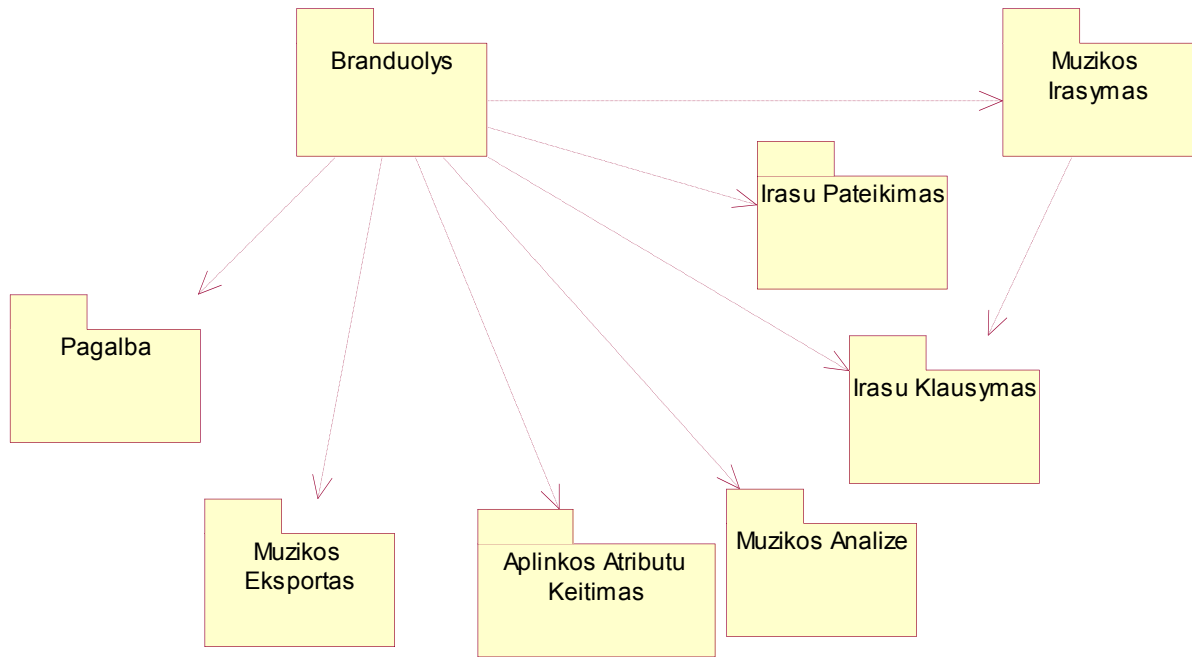 Branduolys
Muzikos
Irasymas
Irasu Pateikimas
Pagalba
Irasu Klausymas
Muzikos
Eksportas
Aplinkos Atributu
Keitimas
Muzikos Analize